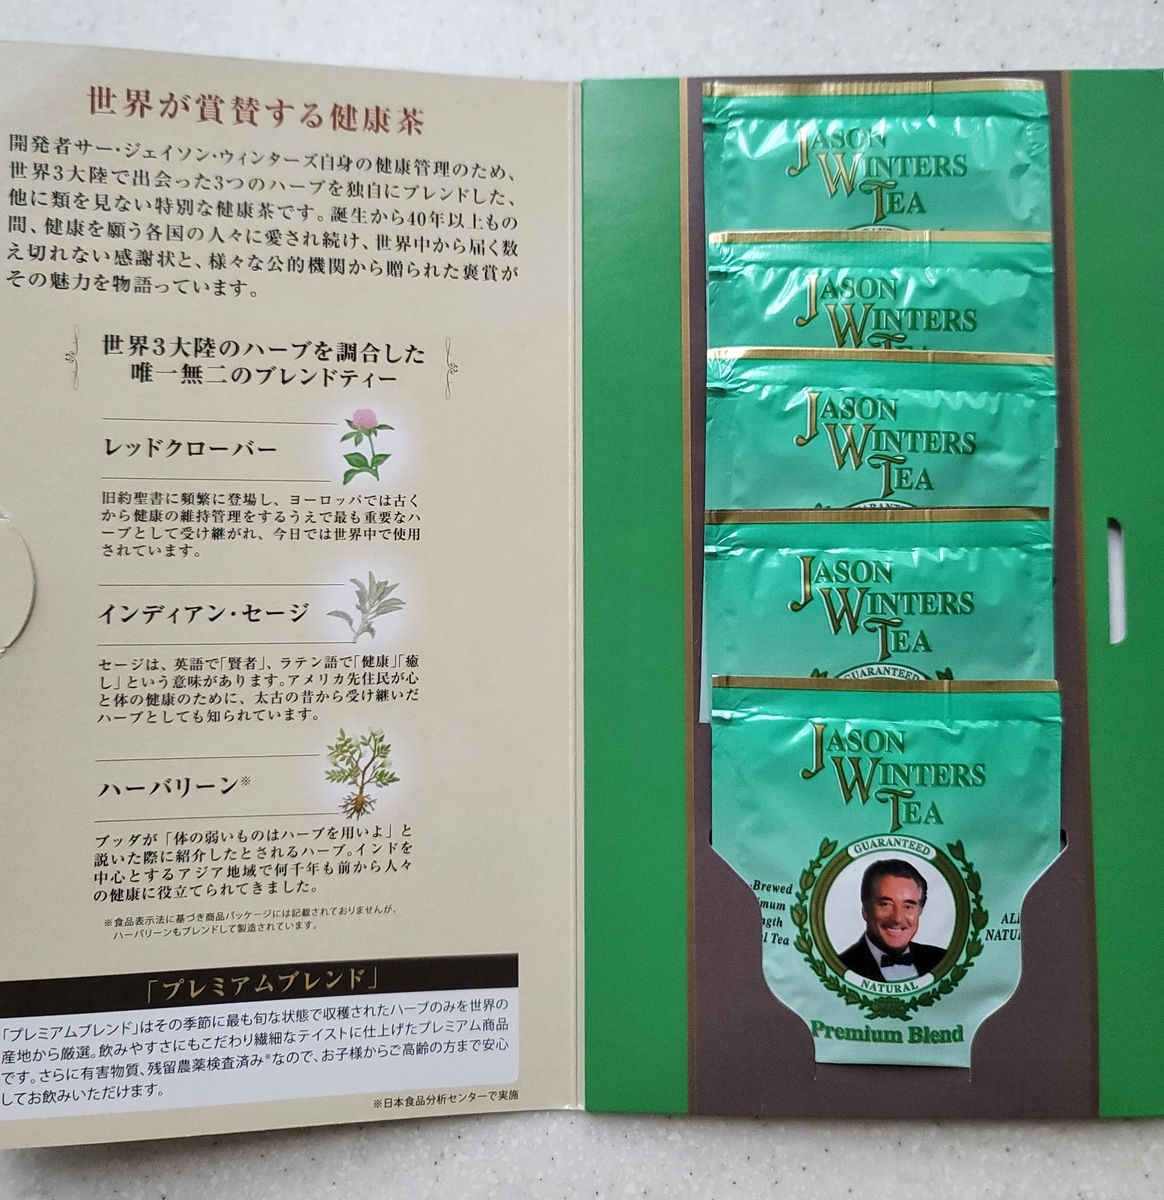 世界が賞賛する健康茶
開発者サー・ジェイソン・ウィンターズ自身の健康管理のため、
世界3大陸で出会った3つのハーブを独自にブレンドした、
他に類を見ない特別な健康茶です。誕生から40年以上もの
間、健康を願う各国の人々に愛され続け、世界中から届く数
え切れない感謝状と、様々な公的機関から贈られた褒賞が
その魅力を物語っています。
世界3大陸のハーブを調合した
唯一無二のブレンドティー
レッドクローバー
旧約聖書に頻繁に登場し、ヨーロッパでは古く
から健康の維持管理をするうえで最も重要なハ
ーブとして受け継がれ、今日では世界中で使用
されています。
インディアン・セージ
セージは、英語で「賢者」、ラテン語で「健康」「癒
し」という意味があります。アメリカ先住民が心
と体の健康のために、太古の昔から受け継いだ
ハーブとしても知られています。
ハーバリーン※
ブッダが「体の弱いものはハーブを用いよ」と
説いた際に紹介したとされるハーブ。インドを
中心とするアジア地域で何千年も前から人々
の健康に役立てられてきました。
※食品表示法に基づき商品パッケージには記載されておりませんが、
ハーバリーンもブレンドして製造されています。
「プレミアムブレンド」
「プレミアムブレンド」はその季節に最も旬な状態で収穫されたハーブのみを世界の
産地から厳選。飲みやすさにもこだわり繊細なテイストに仕上げたプレミアム商品
です。さらに有害物質、残留農薬検査済み※なので、お子様からご高齢の方まで安心
してお飲みいただけます。
※日本食品分析センターで実施
JASON
WINTERS
TEA
JASON
WINTERS
TEA
JASON
WINTERS
TEA
GUARANTEED
JASON
WINTERS
TEA
GUARANTEED
JASON
WINTERS
TEA
GUARANTEED
-Brewed
Tea
ALL
NATU
NATURAL
Premium Blend